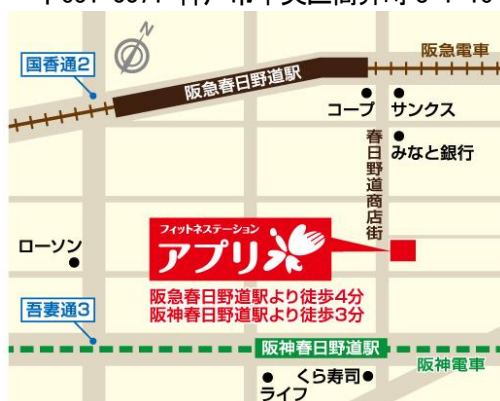 N
阪急電車
国香通2
阪急春日野道駅
コープ
サンクス
みなと銀行
春日野道商店街
フィットネステーション
アプリ
ローソン
阪急春日野道駅より徒歩4分
阪神春日野道駅より徒歩3分
吾妻通3
阪神春日野道駅
阪神電車
くら寿司
ライフ